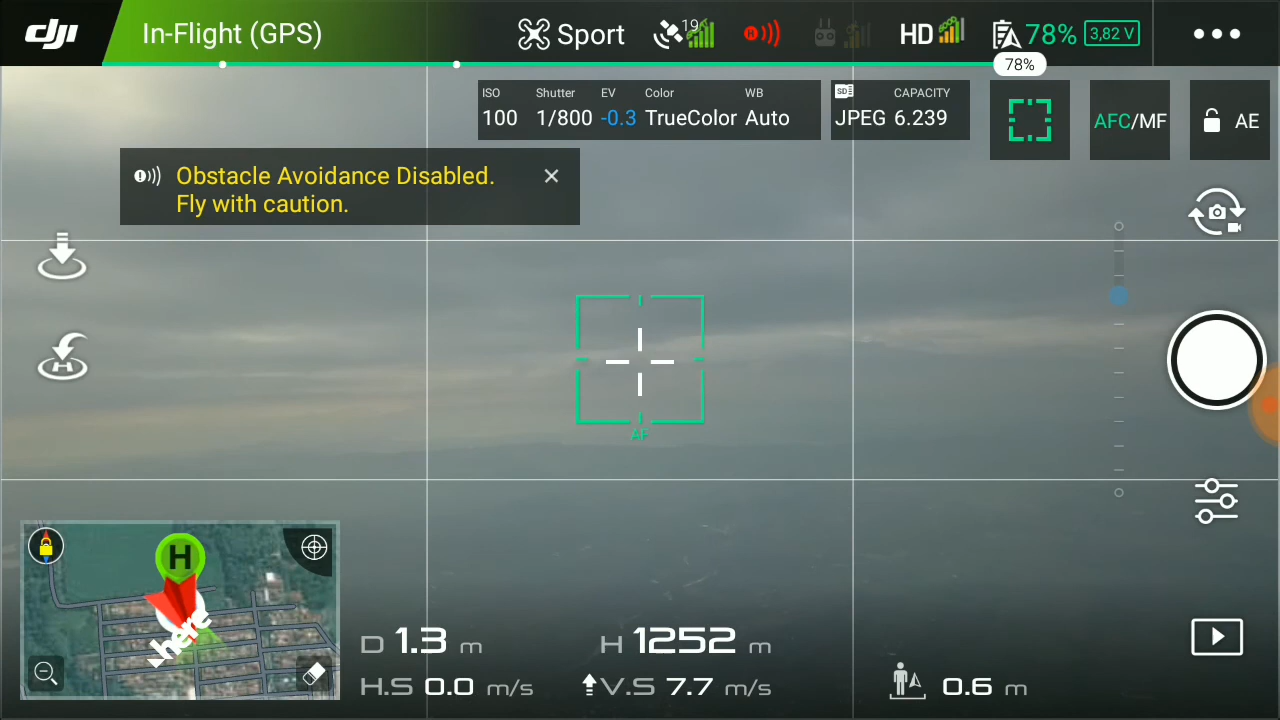 dji
In-Flight (GPS)
Sport
19
H
HD
78%
3,82 V
78%
ISO
Shutter
EV
Color
WB
100
1/800
-0.3
TrueColor
Auto
SD
CAPACITY
JPEG
6.239
AFC/MF
AE
Obstacle Avoidance Disabled.
Fly with caution.
AF
H
H
D 1.3 m
H 1252 m
H.S 0.0 m/s
V.S 7.7 m/s
0.6 m